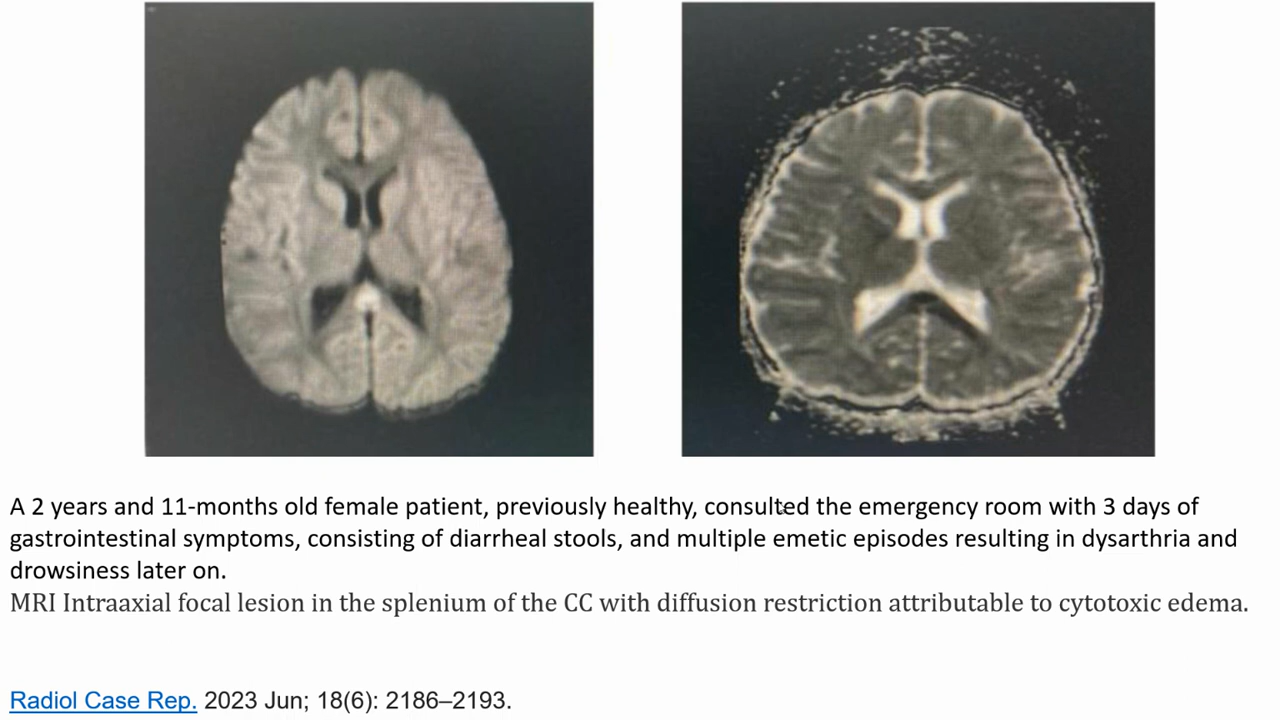 A 2 years and 11-months old female patient, previously healthy, consulted the emergency room with 3 days of
gastrointestinal symptoms, consisting of diarrheal stools, and multiple emetic episodes resulting in dysarthria and
drowsiness later on.
MRI Intraaxial focal lesion in the splenium of the CC with diffusion restriction attributable to cytotoxic edema.
Radiol Case Rep. 2023 Jun; 18(6): 2186–2193.